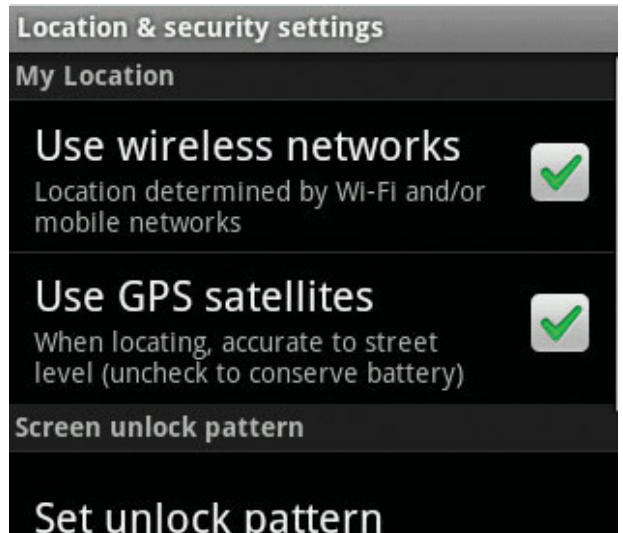 Location & security settings
My Location
Use wireless networks
Location determined by Wi-Fi and/or
mobile networks
Use GPS satellites
When locating, accurate to street
level (uncheck to conserve battery)
Screen unlock pattern
Set unlock pattern